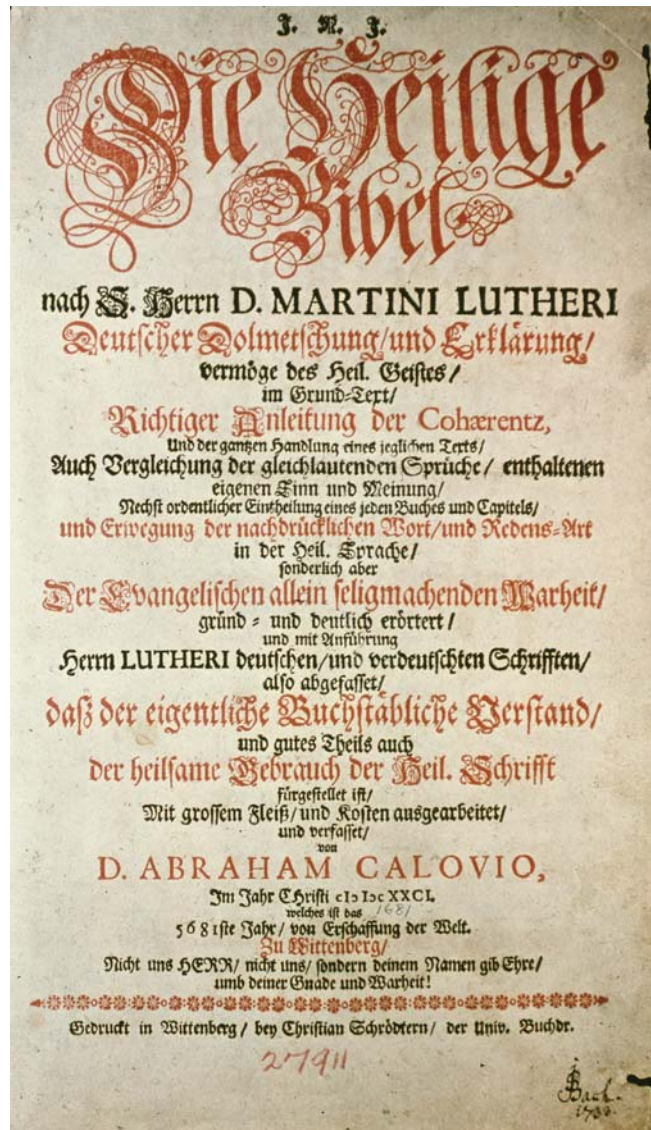 J. N. J.
Die Heilige
Bibel
nach S. Herrn D. MARTINI LUTHERI
Deutscher Dolmetschung/und Erklärung/
vermöge des Heil. Geistes/
im Grund-Text/
Richtiger Anleitung der Cohærentz,
Und der gantzen Handlung eines jeglichen Texts/
Auch Vergleichung der gleichlautenden Sprüche/ enthaltenen
eigenen Sinn und Meinung/
Nechst ordentlicher Eintheilung eines jeden Buches und Capitels/
und Erwegung der nachdrücklichen Wort/und Redens-Art
in der Heil. Sprache/
sonderlich aber
Der Evangelischen allein seligmachenden Warheit/
gründ- und deutlich erörtert/
und mit Anführung
Herrn LUTHERI deutschen/und verdeutschten Schrifften/
also abgefasset/
daß der eigentliche Buchstäbliche Verstand/
und gutes Theils auch
der heilsame Gebrauch der Heil. Schrifft
fürgestellet ist/
Mit grossem Fleiß/und Kosten ausgearbeitet/
und verfasset/
von
D. ABRAHAM CALOVIO,
Im Jahr CHristi cIↄ Iↄc XXCI.
welches ist das 1681
5681ste Jahr/ von Erschaffung der Welt.
Zu Wittenberg/
Nicht uns HERR/ nicht uns/ sondern deinem Namen gib Ehre/
umb deiner Gnade und Warheit!
Gedruckt in Wittenberg/ bey Christian Schrödtern/ der Univ. Buchdr.
27911
JSBach.
1733.